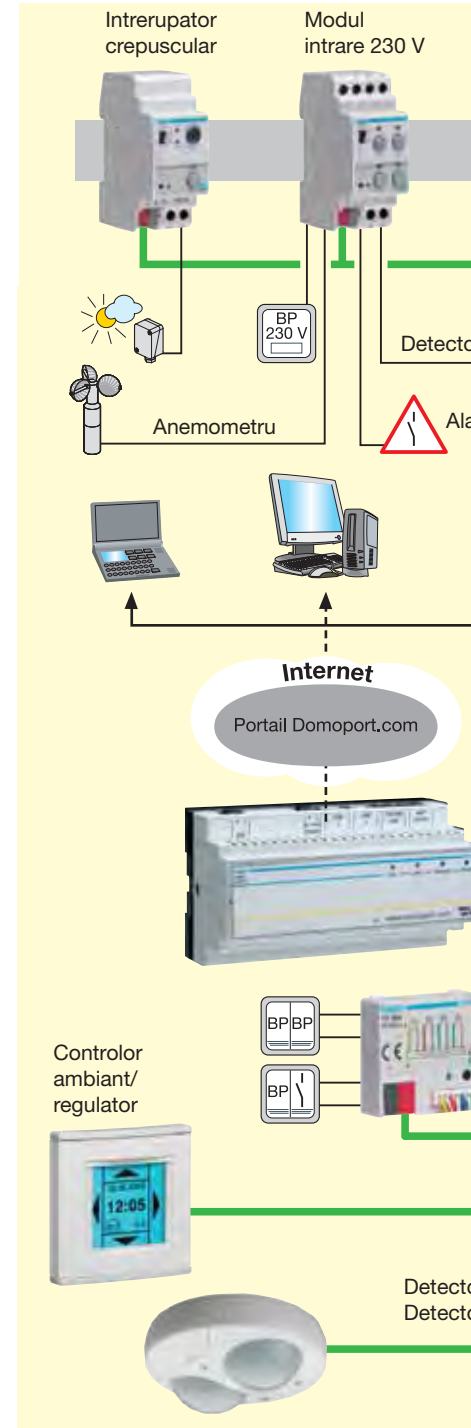 Intrerupator
crepuscular
Modul
intrare 230 V
BP
230 V
Detecto
Anemometru
Ala
Internet
Portail Domoport.com
BP BP
BP
CE
Controlor
ambiant/
regulator
12:05
Detecto
Detecto